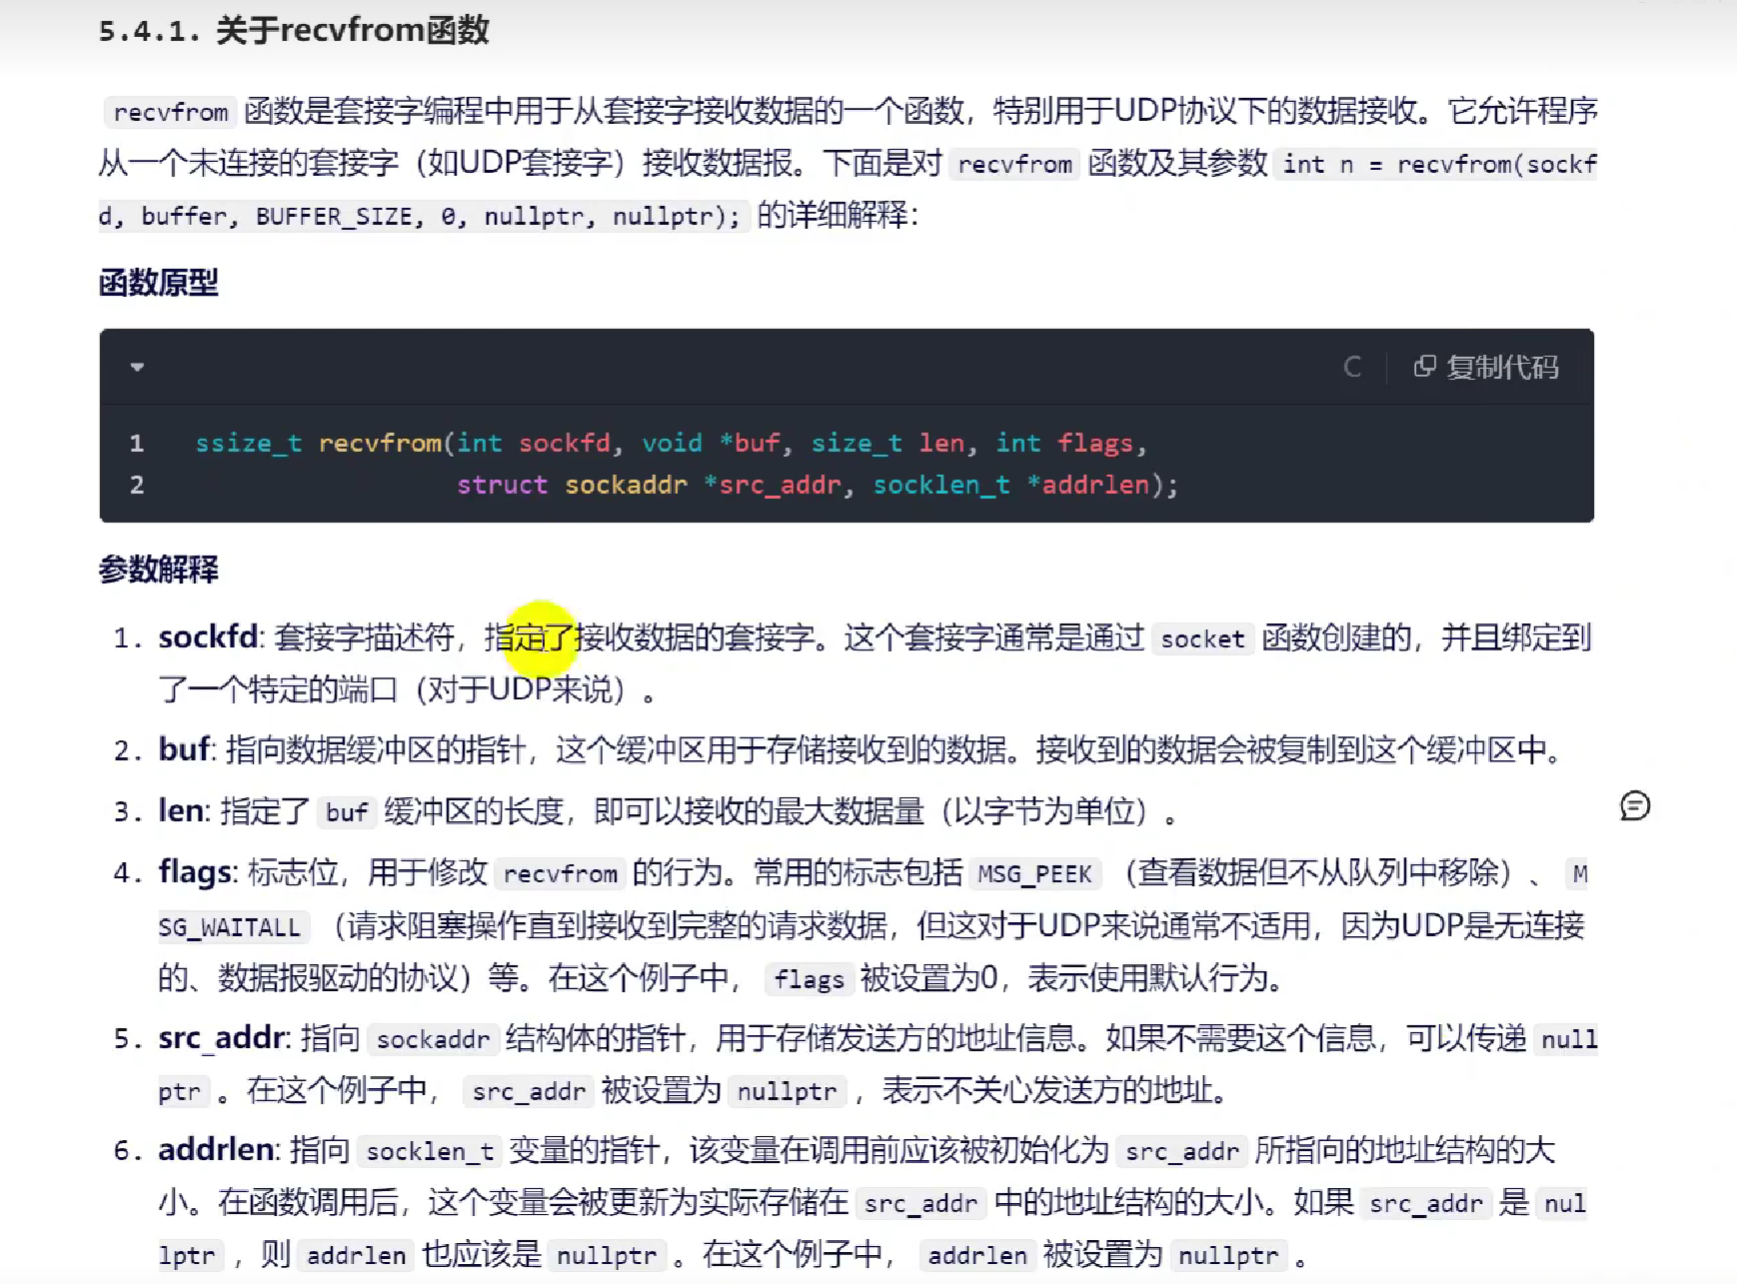 5.4.1. 关于recvfrom函数
recvfrom 函数是套接字编程中用于从套接字接收数据的一个函数，特别用于UDP协议下的数据接收。它允许程序
从一个未连接的套接字（如UDP套接字）接收数据报。下面是对 recvfrom 函数及其参数 int n = recvfrom(sockf
d, buffer, BUFFER_SIZE, 0, nullptr, nullptr); 的详细解释：
函数原型
C 复制代码
1 ssize_t recvfrom(int sockfd, void *buf, size_t len, int flags,
2 struct sockaddr *src_addr, socklen_t *addrlen);
参数解释
1. sockfd: 套接字描述符，指定了接收数据的套接字。这个套接字通常是通过 socket 函数创建的，并且绑定到
了一个特定的端口（对于UDP来说）。
2. buf: 指向数据缓冲区的指针，这个缓冲区用于存储接收到的数据。接收到的数据会被复制到这个缓冲区中。
3. len: 指定了 buf 缓冲区的长度，即可以接收的最大数据量（以字节为单位）。
4. flags: 标志位，用于修改 recvfrom 的行为。常用的标志包括 MSG_PEEK （查看数据但不从队列中移除）、 M
SG_WAITALL （请求阻塞操作直到接收到完整的请求数据，但这对于UDP来说通常不适用，因为UDP是无连接
的、数据报驱动的协议）等。在这个例子中， flags 被设置为0，表示使用默认行为。
5. src_addr: 指向 sockaddr 结构体的指针，用于存储发送方的地址信息。如果不需要这个信息，可以传递 null
ptr 。在这个例子中， src_addr 被设置为 nullptr ，表示不关心发送方的地址。
6. addrlen: 指向 socklen_t 变量的指针，该变量在调用前应该被初始化为 src_addr 所指向的地址结构的大
小。在函数调用后，这个变量会被更新为实际存储在 src_addr 中的地址结构的大小。如果 src_addr 是 nul
lptr ，则 addrlen 也应该是 nullptr 。在这个例子中， addrlen 被设置为 nullptr 。